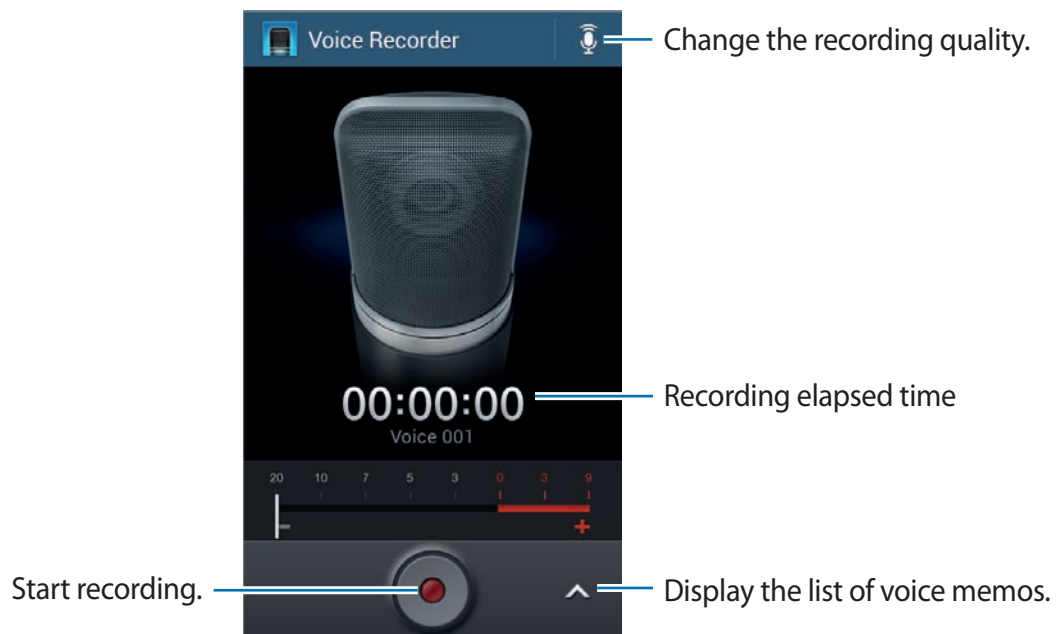 Voice Recorder
Change the recording quality.
00:00:00
Recording elapsed time
Voice 001
20 10 7 5 3 0 3 9
- +
Start recording.
Display the list of voice memos.